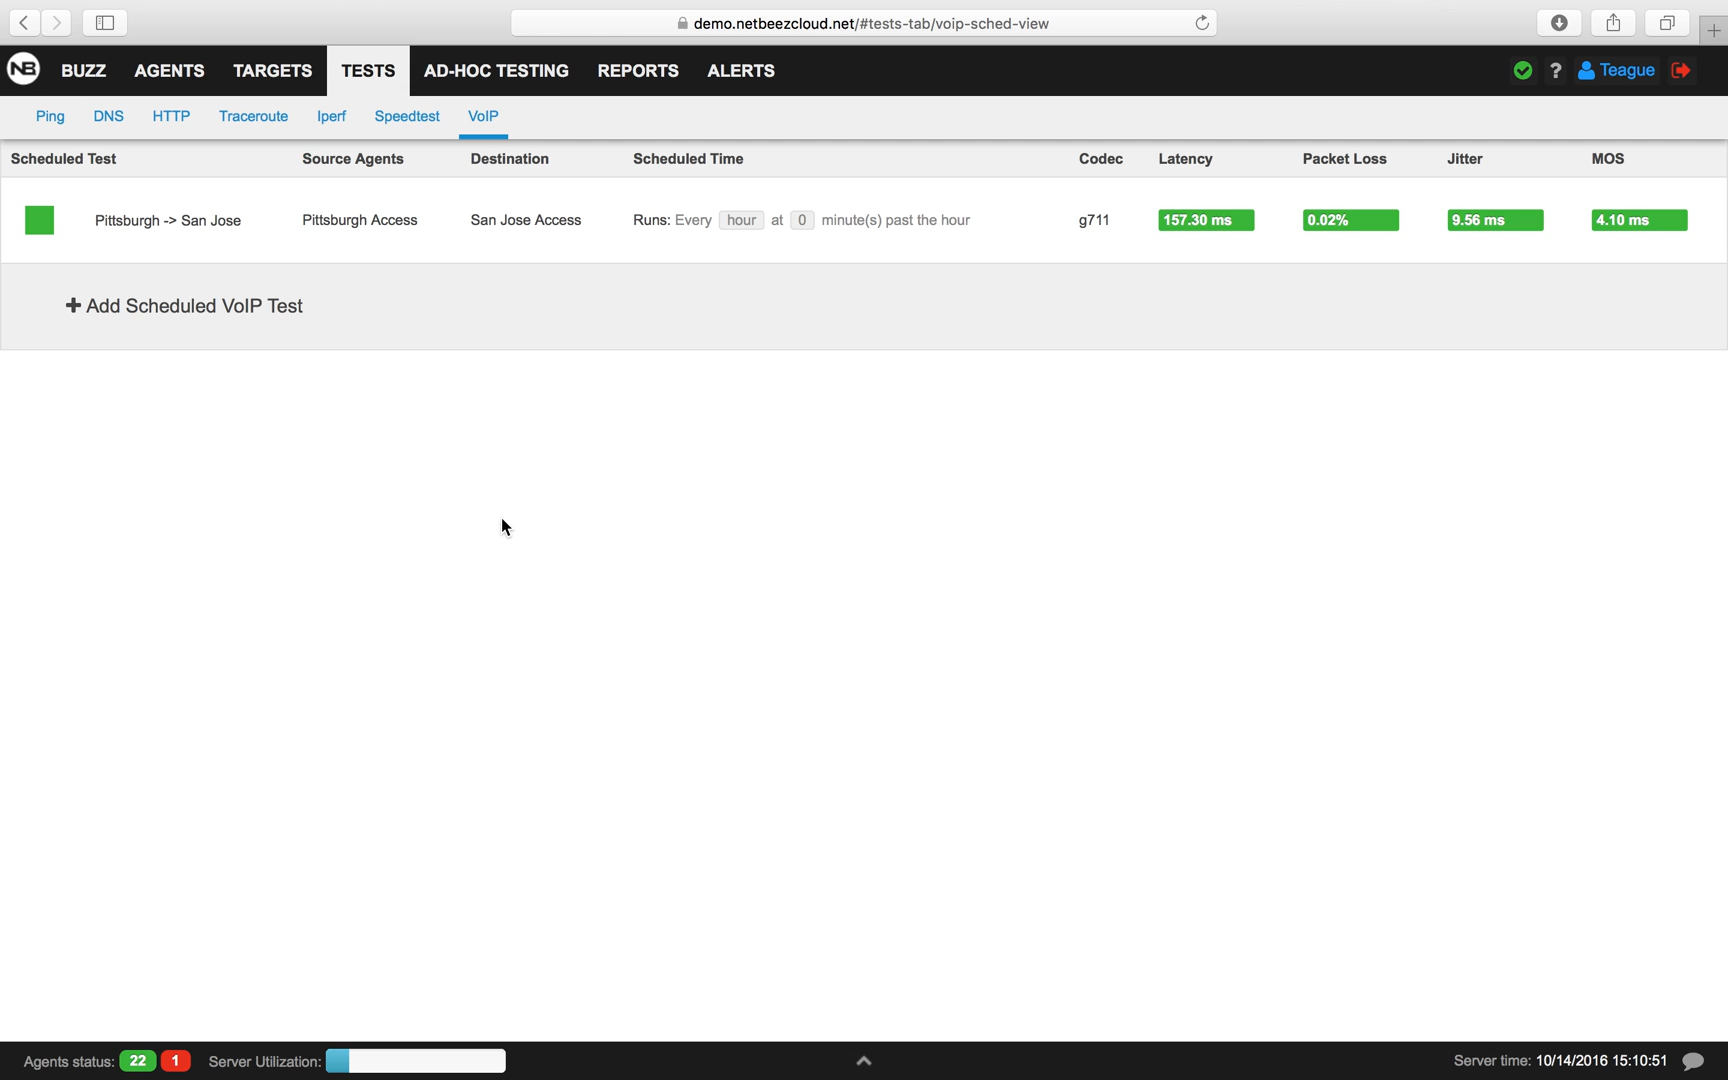 demo.netbeezcloud.net/#tests-tab/voip-sched-view
NB BUZZ AGENTS TARGETS TESTS AD-HOC TESTING REPORTS ALERTS ? Teague
Ping DNS HTTP Traceroute Iperf Speedtest VoIP
Scheduled Test Source Agents Destination Scheduled Time Codec Latency Packet Loss Jitter MOS
Pittsburgh -> San Jose Pittsburgh Access San Jose Access Runs: Every hour at 0 minute(s) past the hour g711 157.30 ms 0.02% 9.56 ms 4.10 ms
+ Add Scheduled VoIP Test
Agents status: 22 1 Server Utilization: Server time: 10/14/2016 15:10:51